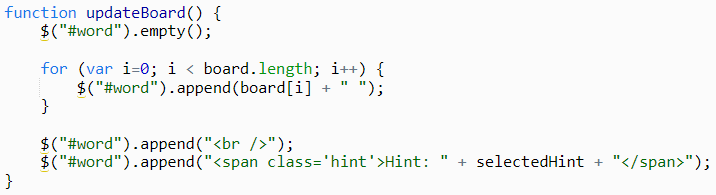 function updateBoard() {
    $("#word").empty();

    for (var i=0; i < board.length; i++) {
        $("#word").append(board[i] + " ");
    }

    $("#word").append("<br />");
    $("#word").append("<span class='hint'>Hint: " + selectedHint + "</span>");
}